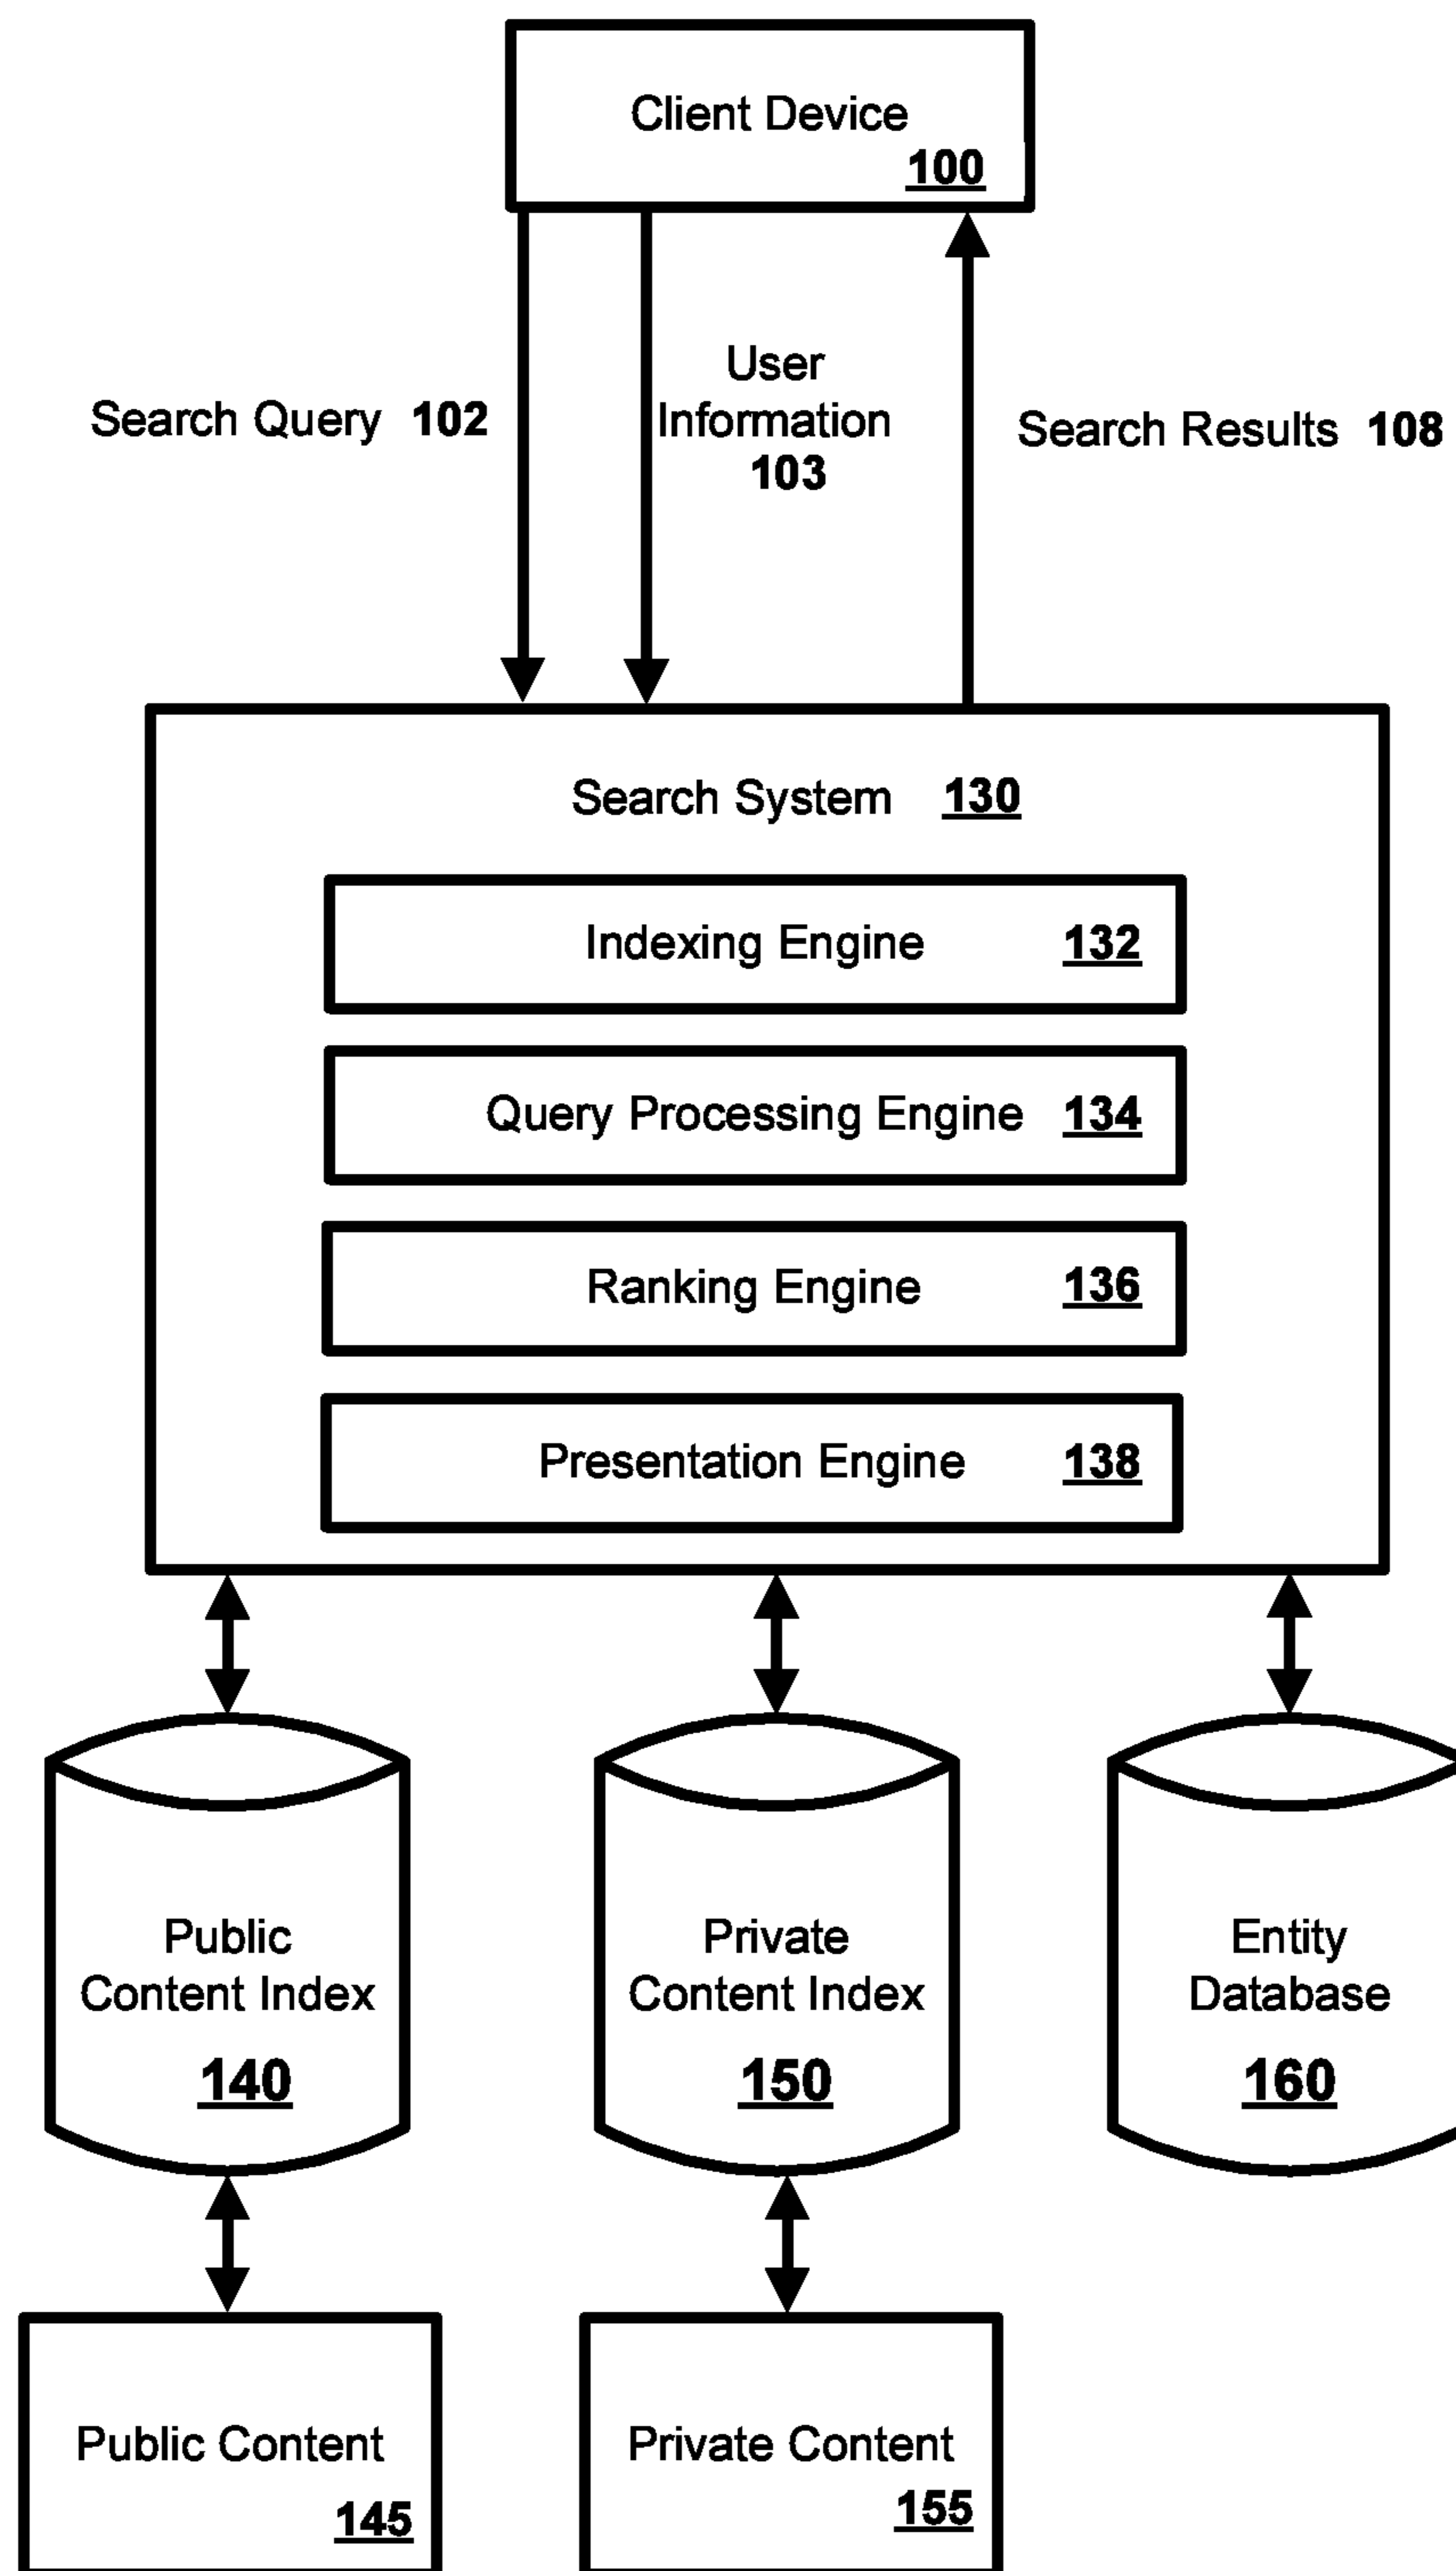 Client Device
100
User
Search Query 102
Information
103
Search Results 108
Search System 130
Indexing Engine 132
Query Processing Engine 134
Ranking Engine 136
Presentation Engine 138
Public
Content Index
140
Private
Content Index
150
Entity
Database
160
Public Content
145
Private Content
155